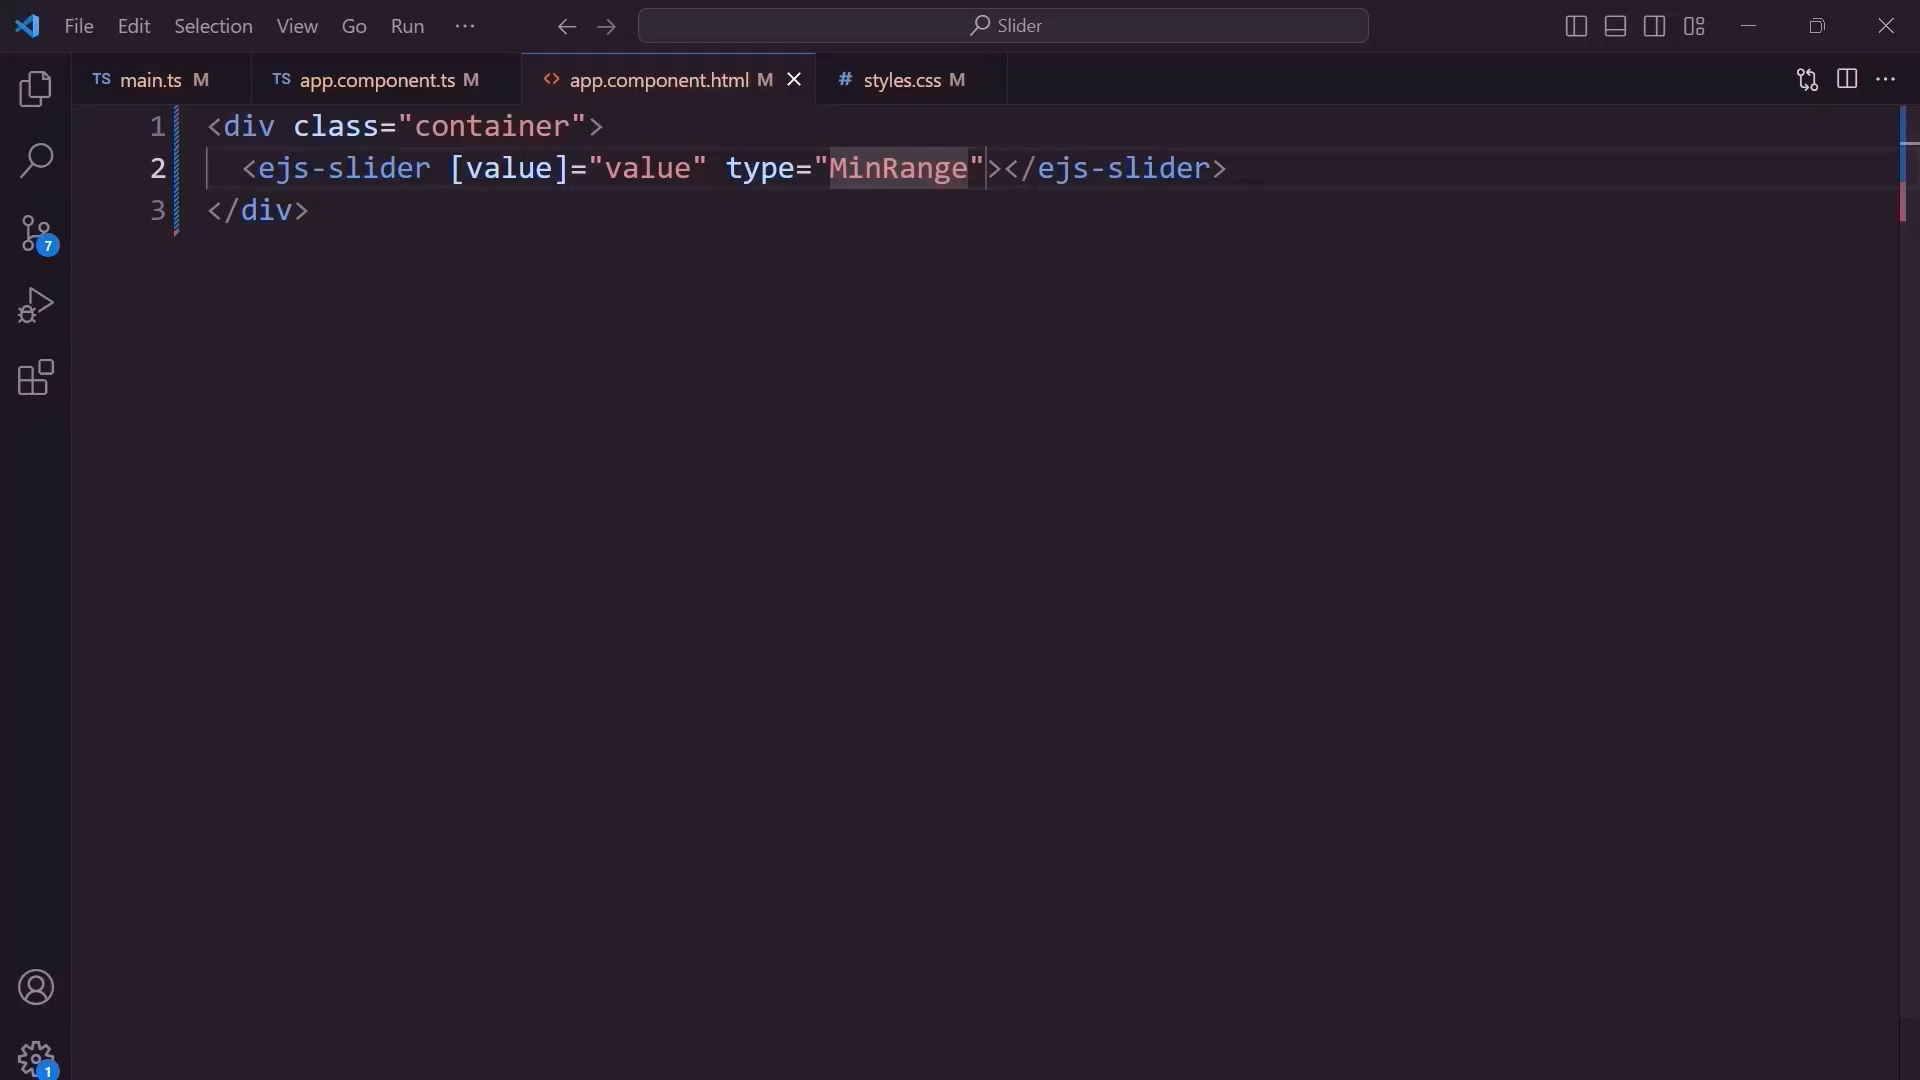 File Edit Selection View Go Run ··· Slider
TS main.ts M TS app.component.ts M <> app.component.html M # styles.css M
1 <div class="container">
2 <ejs-slider [value]="value" type="MinRange"></ejs-slider>
3 </div>
7
1